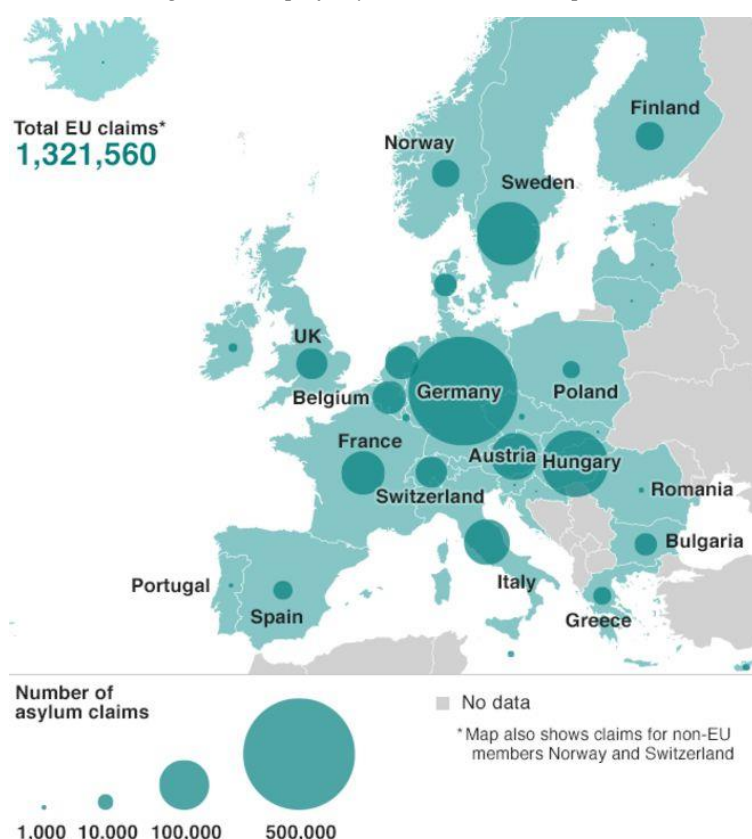 Total EU claims*
1,321,560
Finland
Norway
Sweden
UK
Belgium
Germany
Poland
France
Austria
Hungary
Switzerland
Romania
Bulgaria
Portugal
Italy
Spain
Greece
Number of
asylum claims
No data
*Map also shows claims for non-EU
members Norway and Switzerland
1,000 10,000 100,000 500,000